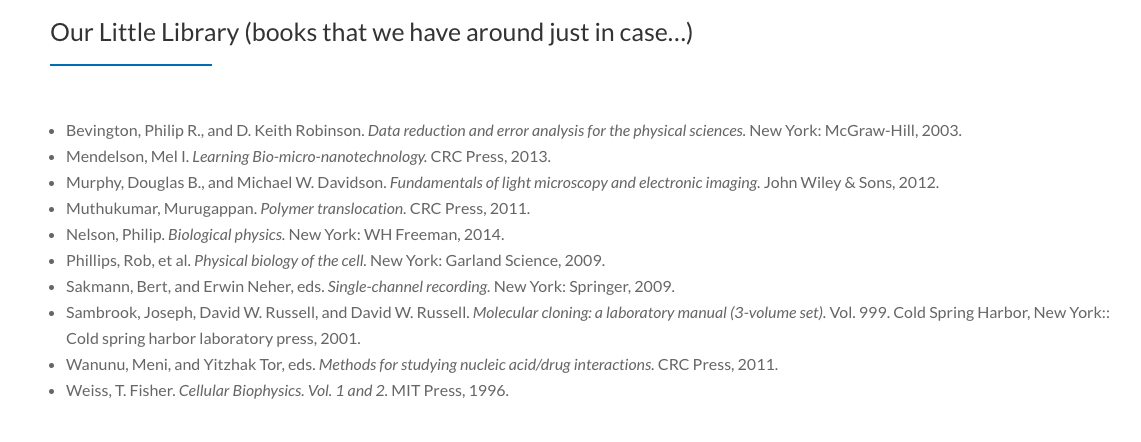 Our Little Library (books that we have around just in case...)
• Bevington, Philip R., and D. Keith Robinson. Data reduction and error analysis for the physical sciences. New York: McGraw-Hill, 2003.
• Mendelson, Mel I. Learning Bio-micro-nanotechnology. CRC Press, 2013.
• Murphy, Douglas B., and Michael W. Davidson. Fundamentals of light microscopy and electronic imaging. John Wiley & Sons, 2012.
• Muthukumar, Murugappan. Polymer translocation. CRC Press, 2011.
• Nelson, Philip. Biological physics. New York: WH Freeman, 2014.
• Phillips, Rob, et al. Physical biology of the cell. New York: Garland Science, 2009.
• Sakmann, Bert, and Erwin Neher, eds. Single-channel recording. New York: Springer, 2009.
• Sambrook, Joseph, David W. Russell, and David W. Russell. Molecular cloning: a laboratory manual (3-volume set). Vol. 999. Cold Spring Harbor, New York::
Cold spring harbor laboratory press, 2001.
• Wanunu, Meni, and Yitzhak Tor, eds. Methods for studying nucleic acid/drug interactions. CRC Press, 2011.
• Weiss, T. Fisher. Cellular Biophysics. Vol. 1 and 2. MIT Press, 1996.